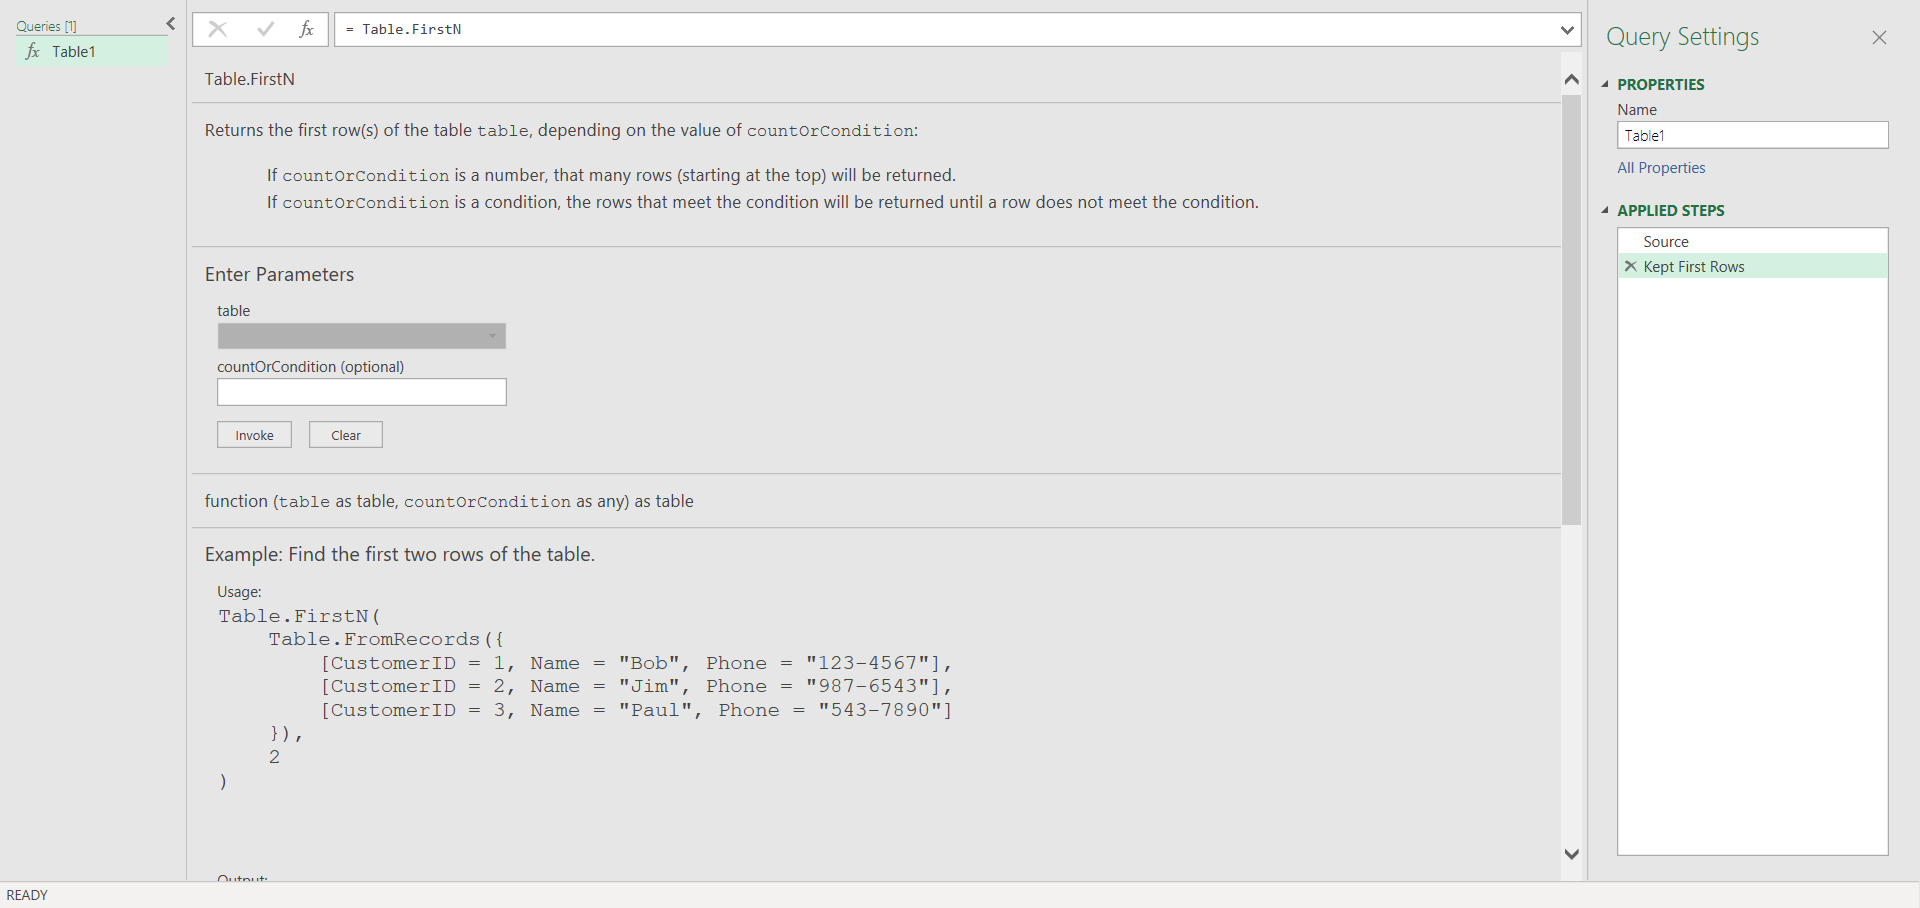 Queries [1]
fx Table1
fx
= Table.FirstN
Table.FirstN
Returns the first row(s) of the table table, depending on the value of countOrCondition:
If countOrCondition is a number, that many rows (starting at the top) will be returned.
If countOrCondition is a condition, the rows that meet the condition will be returned until a row does not meet the condition.
Enter Parameters
table
countOrCondition (optional)
Invoke Clear
function (table as table, countOrCondition as any) as table
Example: Find the first two rows of the table.
Usage:
Table.FirstN(
Table.FromRecords({
[CustomerID = 1, Name = "Bob", Phone = "123-4567"],
[CustomerID = 2, Name = "Jim", Phone = "987-6543"],
[CustomerID = 3, Name = "Paul", Phone = "543-7890"]
}),
2
)
Output:
Query Settings
PROPERTIES
Name
Table1
All Properties
APPLIED STEPS
Source
Kept First Rows
READY